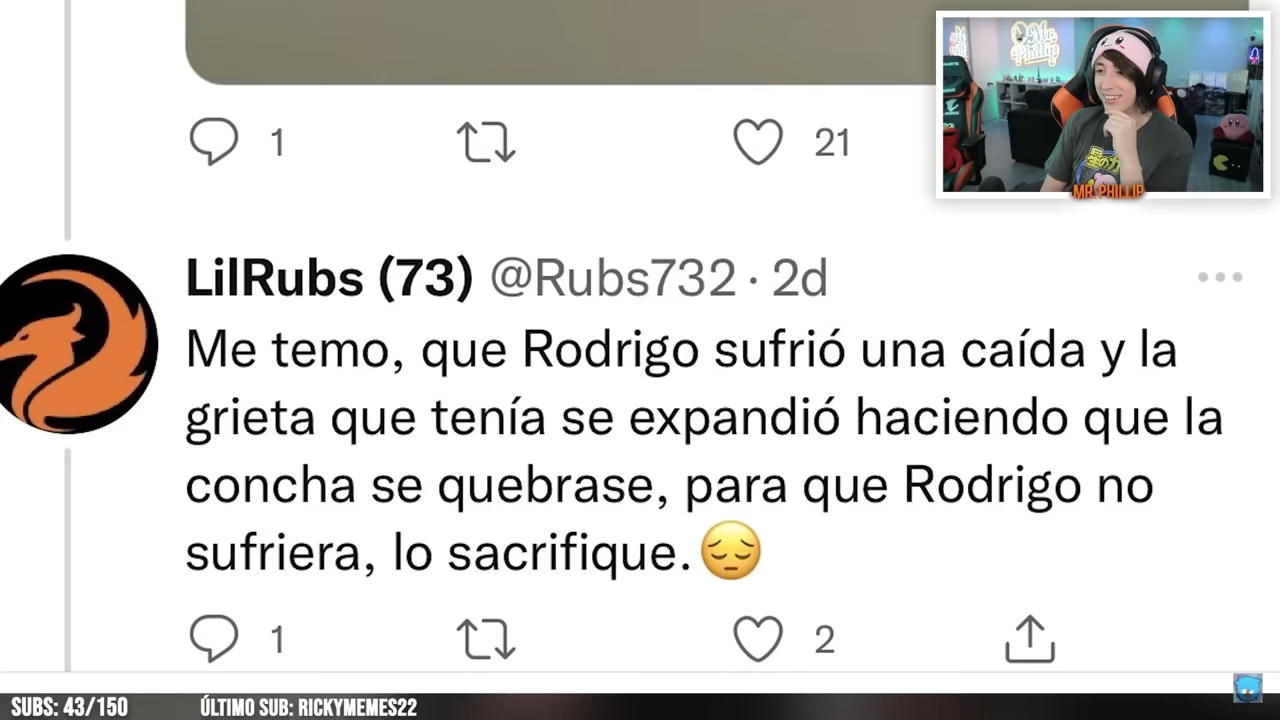 1
21
Mr. Phillip
MR. PHILLIP
LilRubs (73) @Rubs732 · 2d
Me temo, que Rodrigo sufrió una caída y la
grieta que tenía se expandió haciendo que la
concha se quebrase, para que Rodrigo no
sufriera, lo sacrifique.
1
2
SUBS: 43/150
ÚLTIMO SUB: RICKYMEMES22